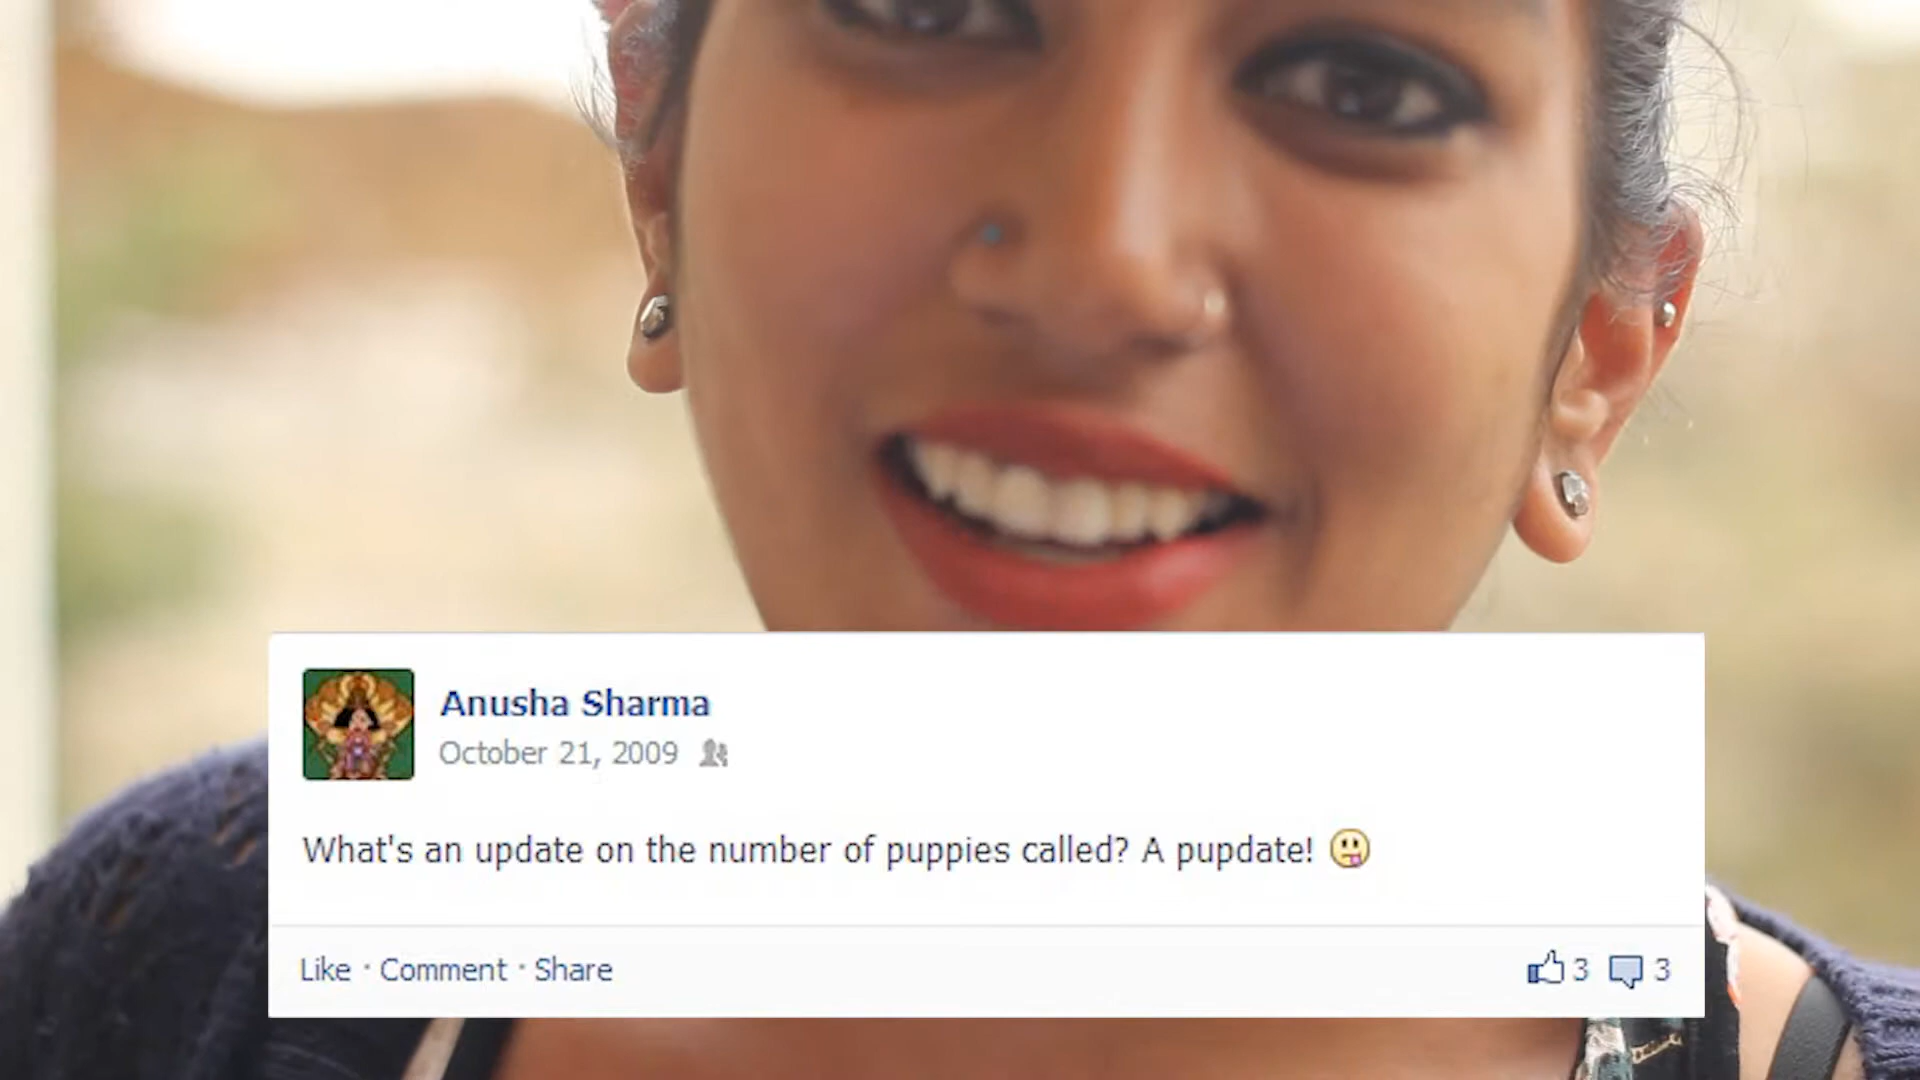 Anusha Sharma
October 21, 2009
What's an update on the number of puppies called? A pupdate!
Like · Comment · Share
3 3